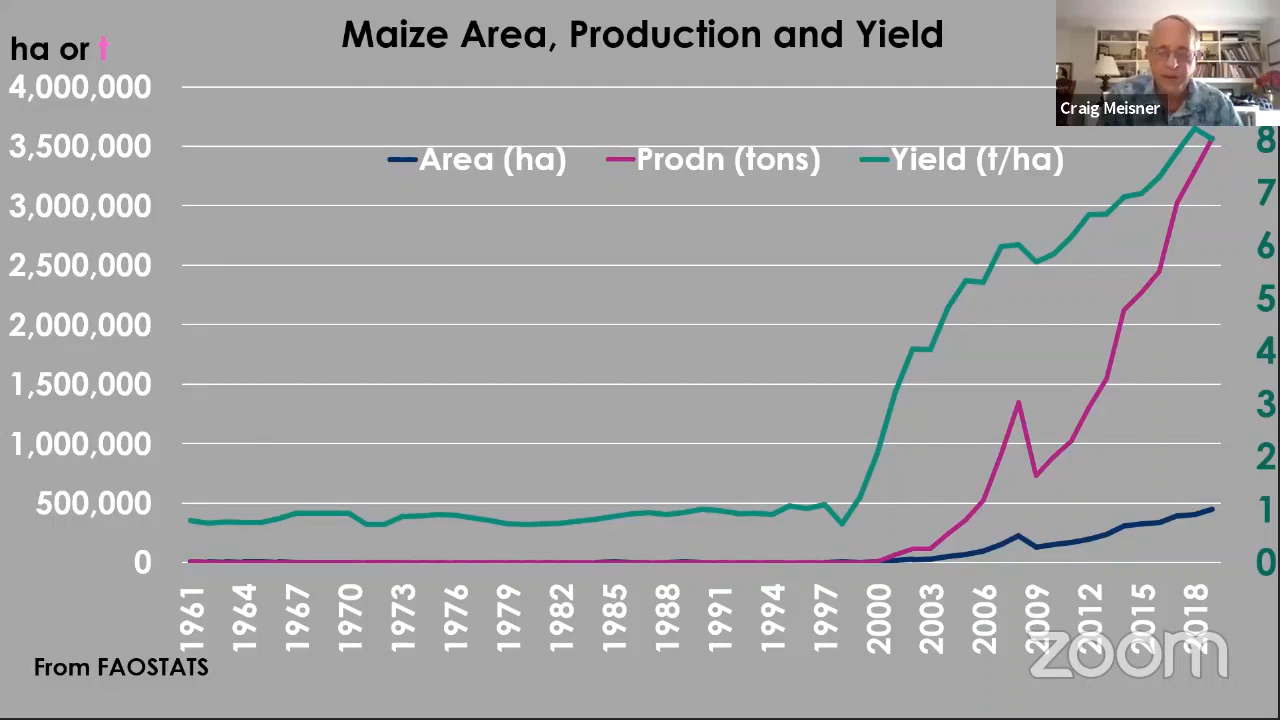 Maize Area, Production and Yield
ha or t
Craig Meisner
4,000,000
3,500,000
3,000,000
2,500,000
2,000,000
1,500,000
1,000,000
500,000
0
Area (ha) Prodn (tons) Yield (t/ha)
8
7
6
5
4
3
2
1
0
1961 1964 1967 1970 1973 1976 1979 1982 1985 1988 1991 1994 1997 2000 2003 2006 2009 2012 2015 2018
zoom
From FAOSTATS